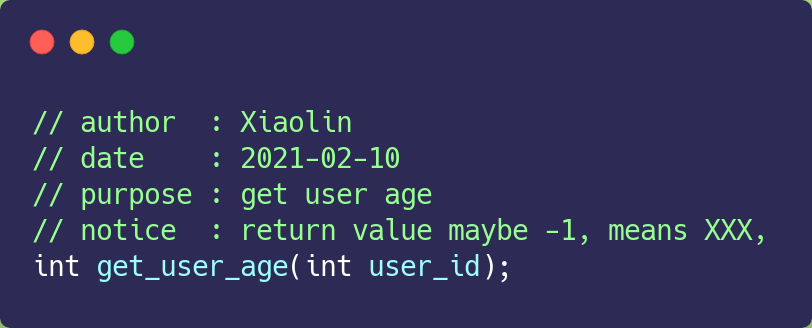 // author  : Xiaolin
// date    : 2021-02-10
// purpose : get user age
// notice  : return value maybe -1, means XXX,
int get_user_age(int user_id);